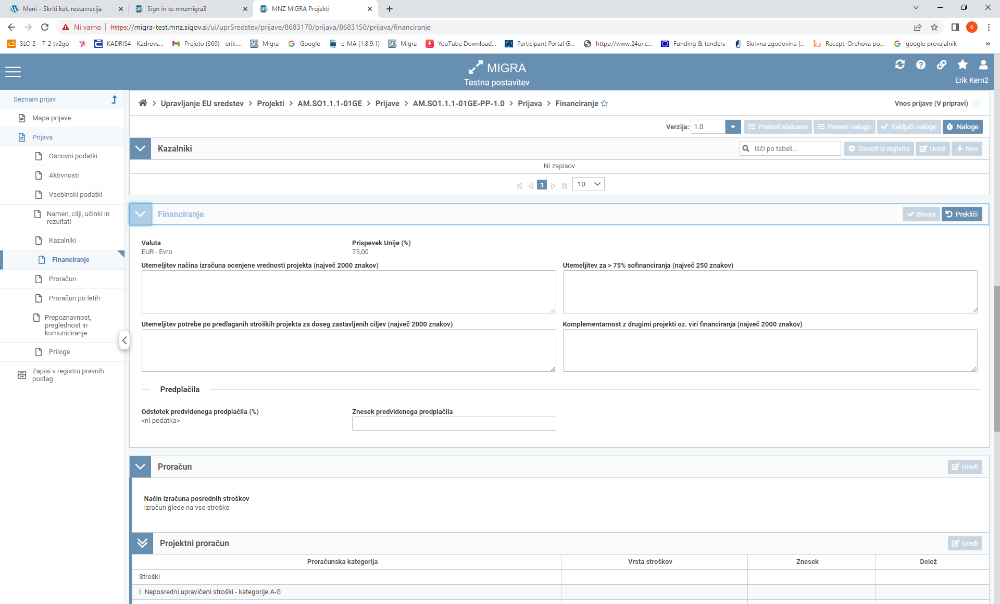 Meni – Skriti kot, restavracija
Sign in to mnzmigra3
MNZ MIGRA Projekti
Ni varno
https://migra-test.mnz.sigov.si/ui/uprSredstev/prijave/8683170/prijava/8683150/prijava/financiranje
e
SLO 2 – T-2 tv2go
KADRIS4 - Kadrovs...
Prejeto (369) - erik....
Migra
Google
e-MA (1.8.9.1)
Migra
YouTube Download...
Participant Portal G...
https://www.24ur.c...
Funding & tenders
Skrivna zgodovina |...
Recept: Orehova po...
google prevajalnik
»
MIGRA
Testna postavitev
Erik Kern2
Seznam prijav
Mapa prijave
Prijava
Osnovni podatki
Aktivnosti
Vsebinski podatki
Namen, cilji, učinki in
rezultati
Kazalniki
Financiranje
Proračun
Proračun po letih
Prepoznavnost,
preglednost in
komuniciranje
Priloge
Zapisi v registru pravnih
podlag
Upravljanje EU sredstev > Projekti > AM.SO1.1.1-01GE > Prijave > AM.SO1.1.1-01GE-PP-1.0 > Prijava > Financiranje
Vnos prijave (V pripravi)
Verzija: 1.0
Prehod statusov
Preveri nalogo
Zaključi nalogo
Naloge
Kazalniki
Išči po tabeli...
Osveži iz registra
Uredi
Nov
Ni zapisov
1
10
Financiranje
Shrani
Prekliči
Valuta
EUR - Evro
Prispevek Unije (%)
75,00
Utemeljitev načina izračuna ocenjene vrednosti projekta (največ 2000 znakov)
Utemeljitev za > 75% sofinanciranja (največ 250 znakov)
Utemeljitev potrebe po predlaganih stroških projekta za doseg zastavljenih ciljev (največ 2000 znakov)
Komplementarnost z drugimi projekti oz. viri financiranja (največ 2000 znakov)
Predplačila
Odstotek predvidenega predplačila (%)
<ni podatka>
Znesek predvidenega predplačila
Proračun
Uredi
Način izračuna posrednih stroškov
Izračun glede na vse stroške
Projektni proračun
Uredi
Proračunska kategorija
Vrsta stroškov
Znesek
Delež
Stroški
I. Neposredni upravičeni stroški - kategorije A-G